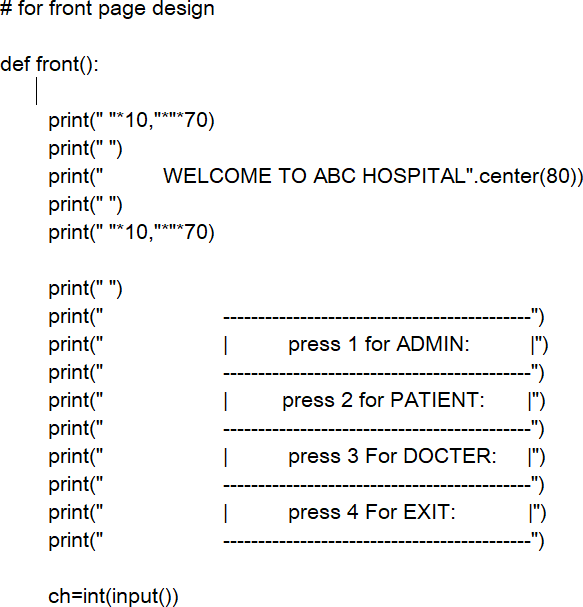 # for front page design
def front():
print(" "*10,"*"*70)
print(" ")
print("          WELCOME TO ABC HOSPITAL".center(80))
print(" ")
print(" "*10,"*"*70)
print(" ")
print("                    --------------------------------------------")
print("                    |          press 1 for ADMIN:          |")
print("                    --------------------------------------------")
print("                    |         press 2 for PATIENT:       |")
print("                    --------------------------------------------")
print("                    |          press 3 For DOCTER:     |")
print("                    --------------------------------------------")
print("                    |          press 4 For EXIT:            |")
print("                    --------------------------------------------")
ch=int(input())